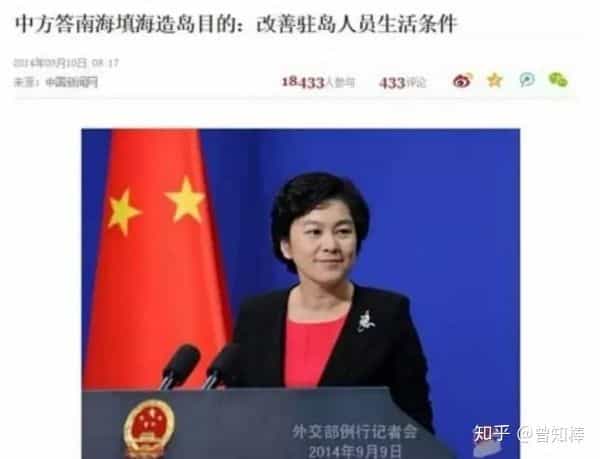 中方答南海填海造岛目的：改善驻岛人员生活条件
2014年09月10日 08:17
来源：中国新闻网
18433人参与 433评论
外交部例行记者会
2014年9月9日
知乎 @曾知棒